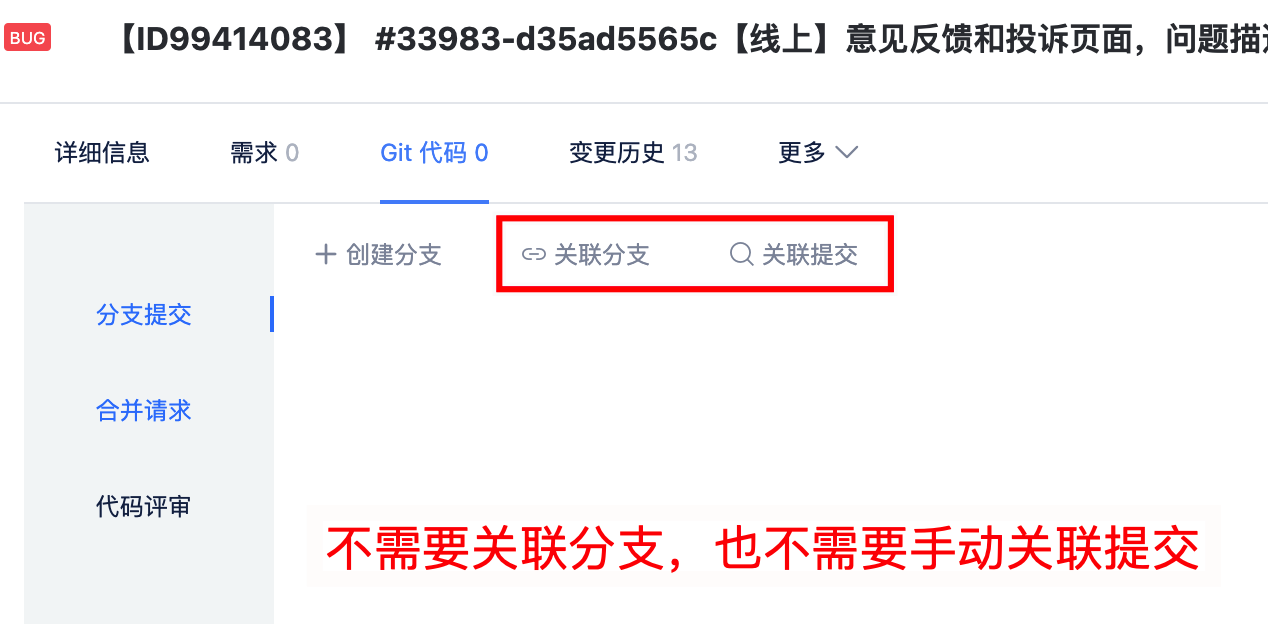 BUG 【ID99414083】 #33983-d35ad5565c【线上】意见反馈和投诉页面，问题描述
详细信息 需求 0 Git 代码 0 变更历史 13 更多
创建分支 关联分支 关联提交
分支提交
合并请求
代码评审
不需要关联分支，也不需要手动关联提交